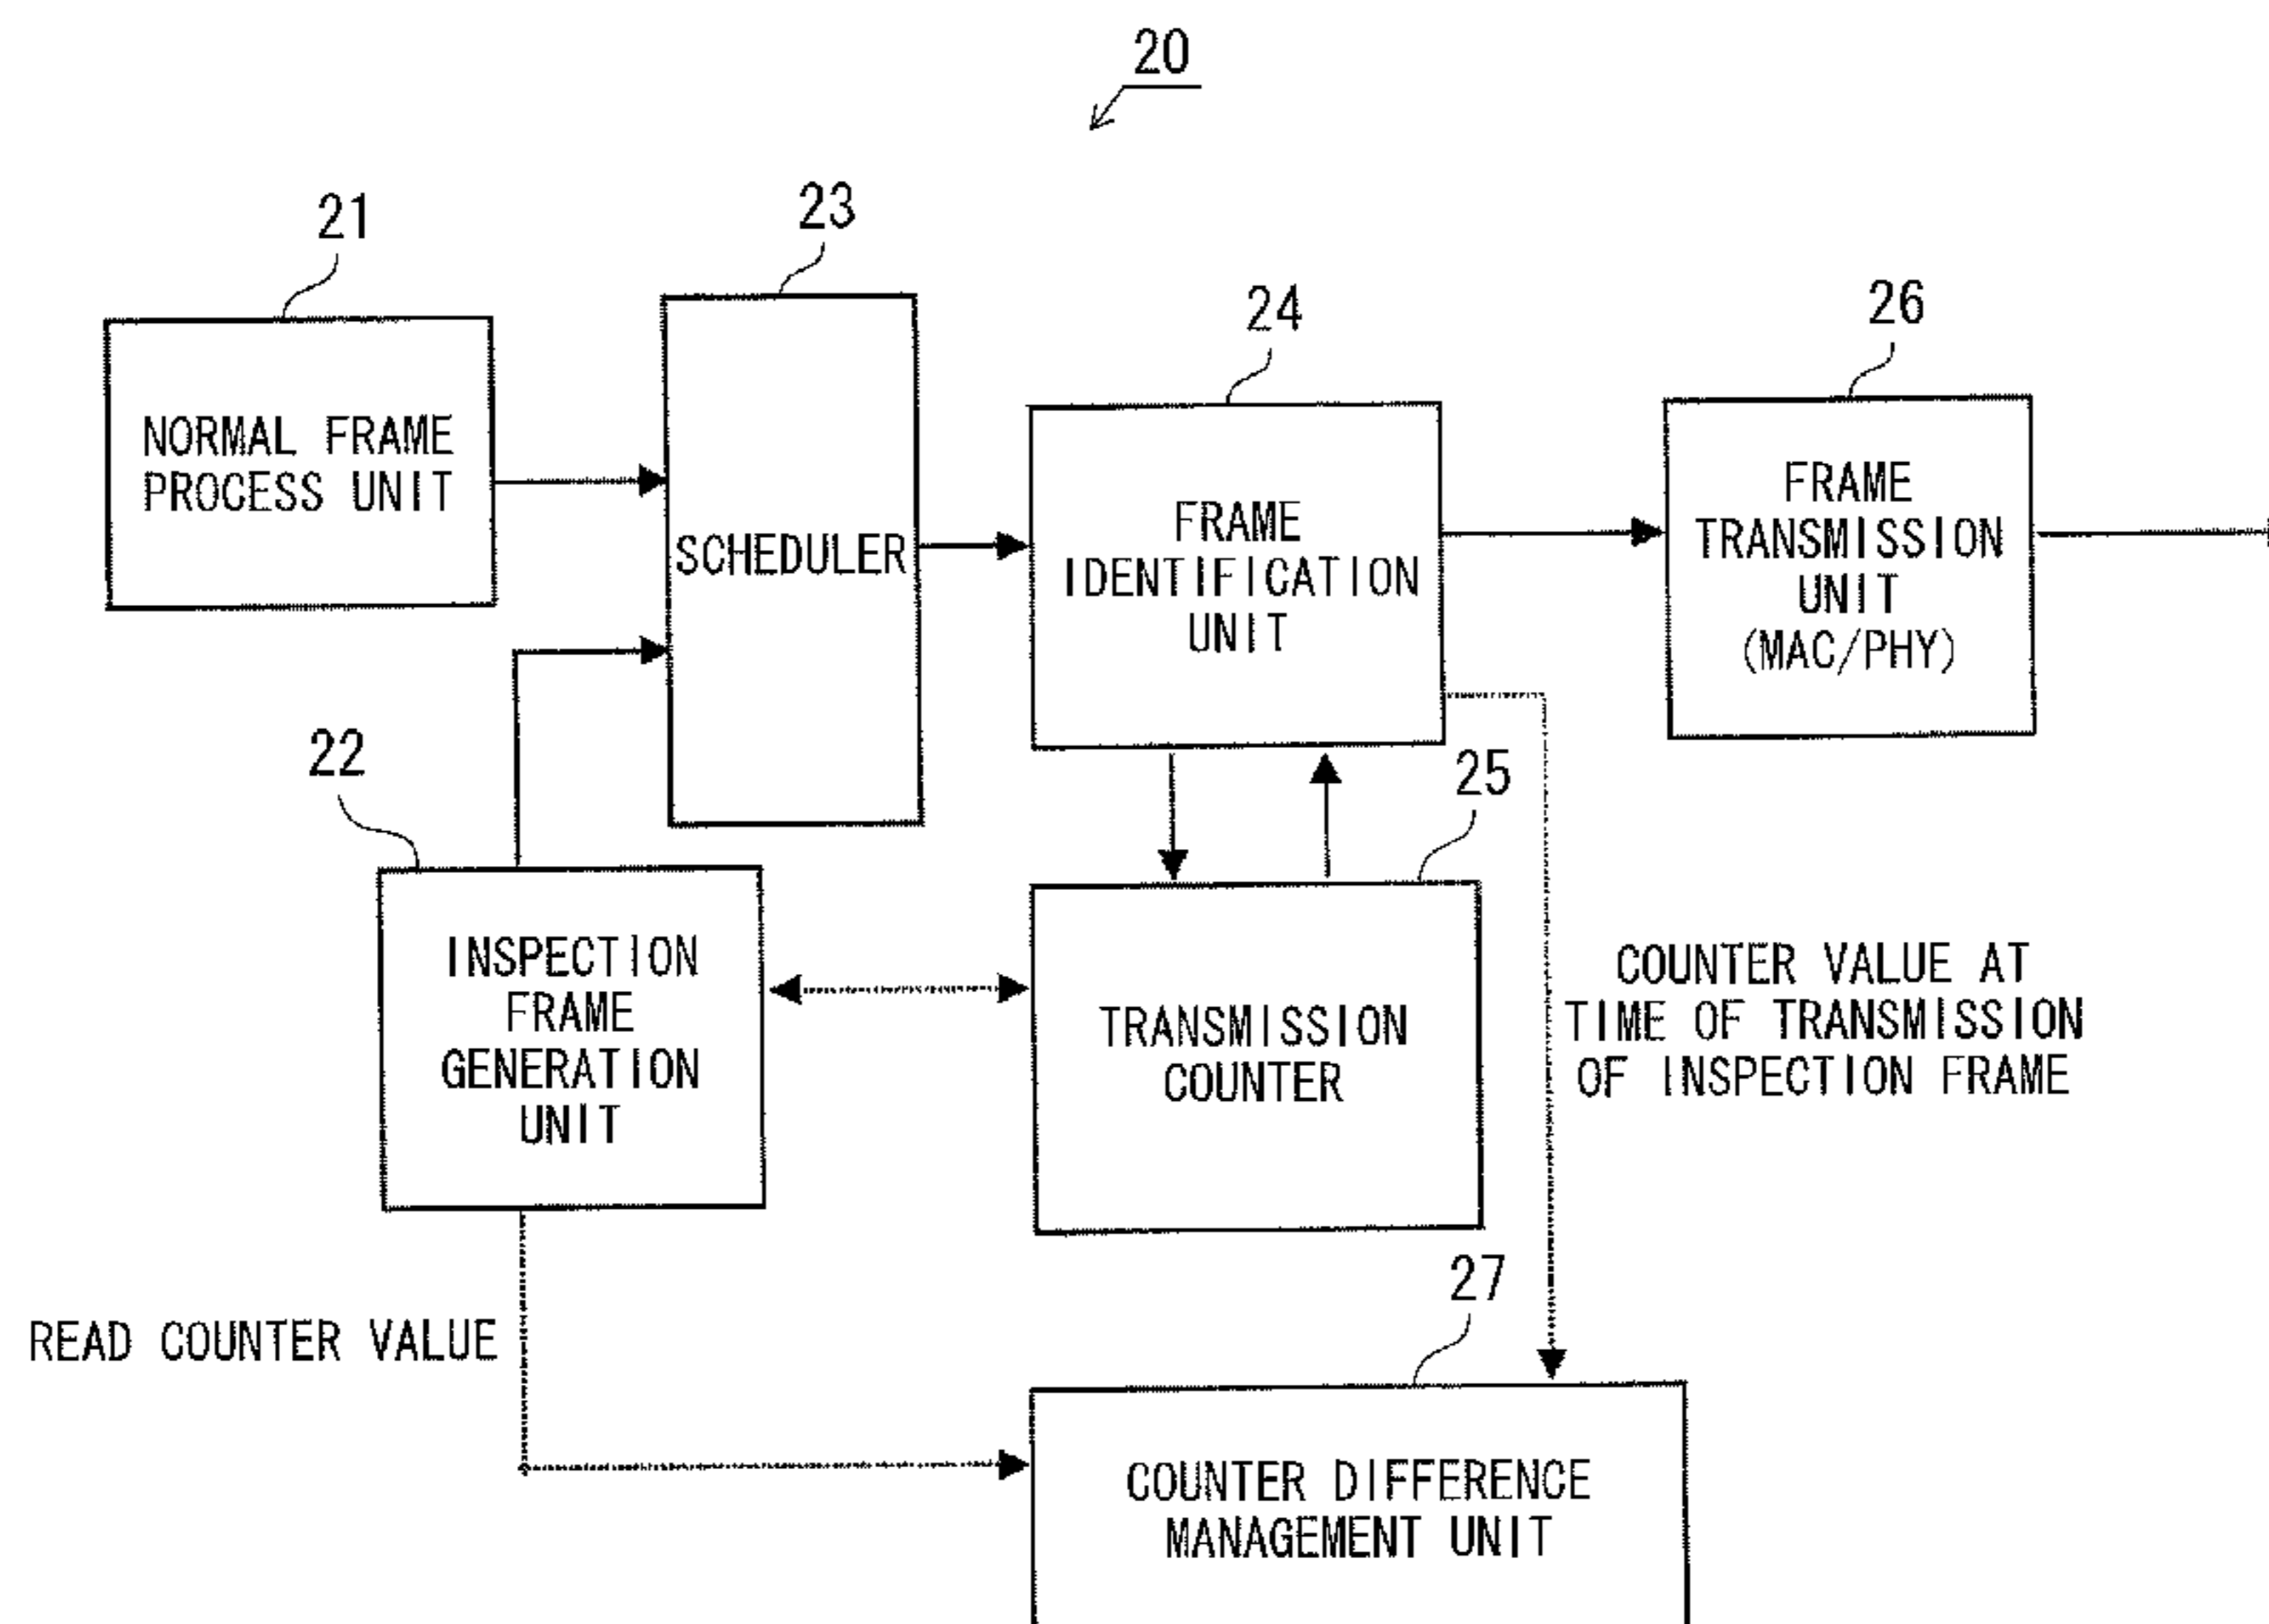 20
21
23
24
26
NORMAL FRAME
PROCESS UNIT
SCHEDULER
FRAME
IDENTIFICATION
UNIT
FRAME
TRANSMISSION
UNIT
(MAC/PHY)
22
25
INSPECTION
FRAME
GENERATION
UNIT
TRANSMISSION
COUNTER
COUNTER VALUE AT
TIME OF TRANSMISSION
OF INSPECTION FRAME
READ COUNTER VALUE
27
COUNTER DIFFERENCE
MANAGEMENT UNIT